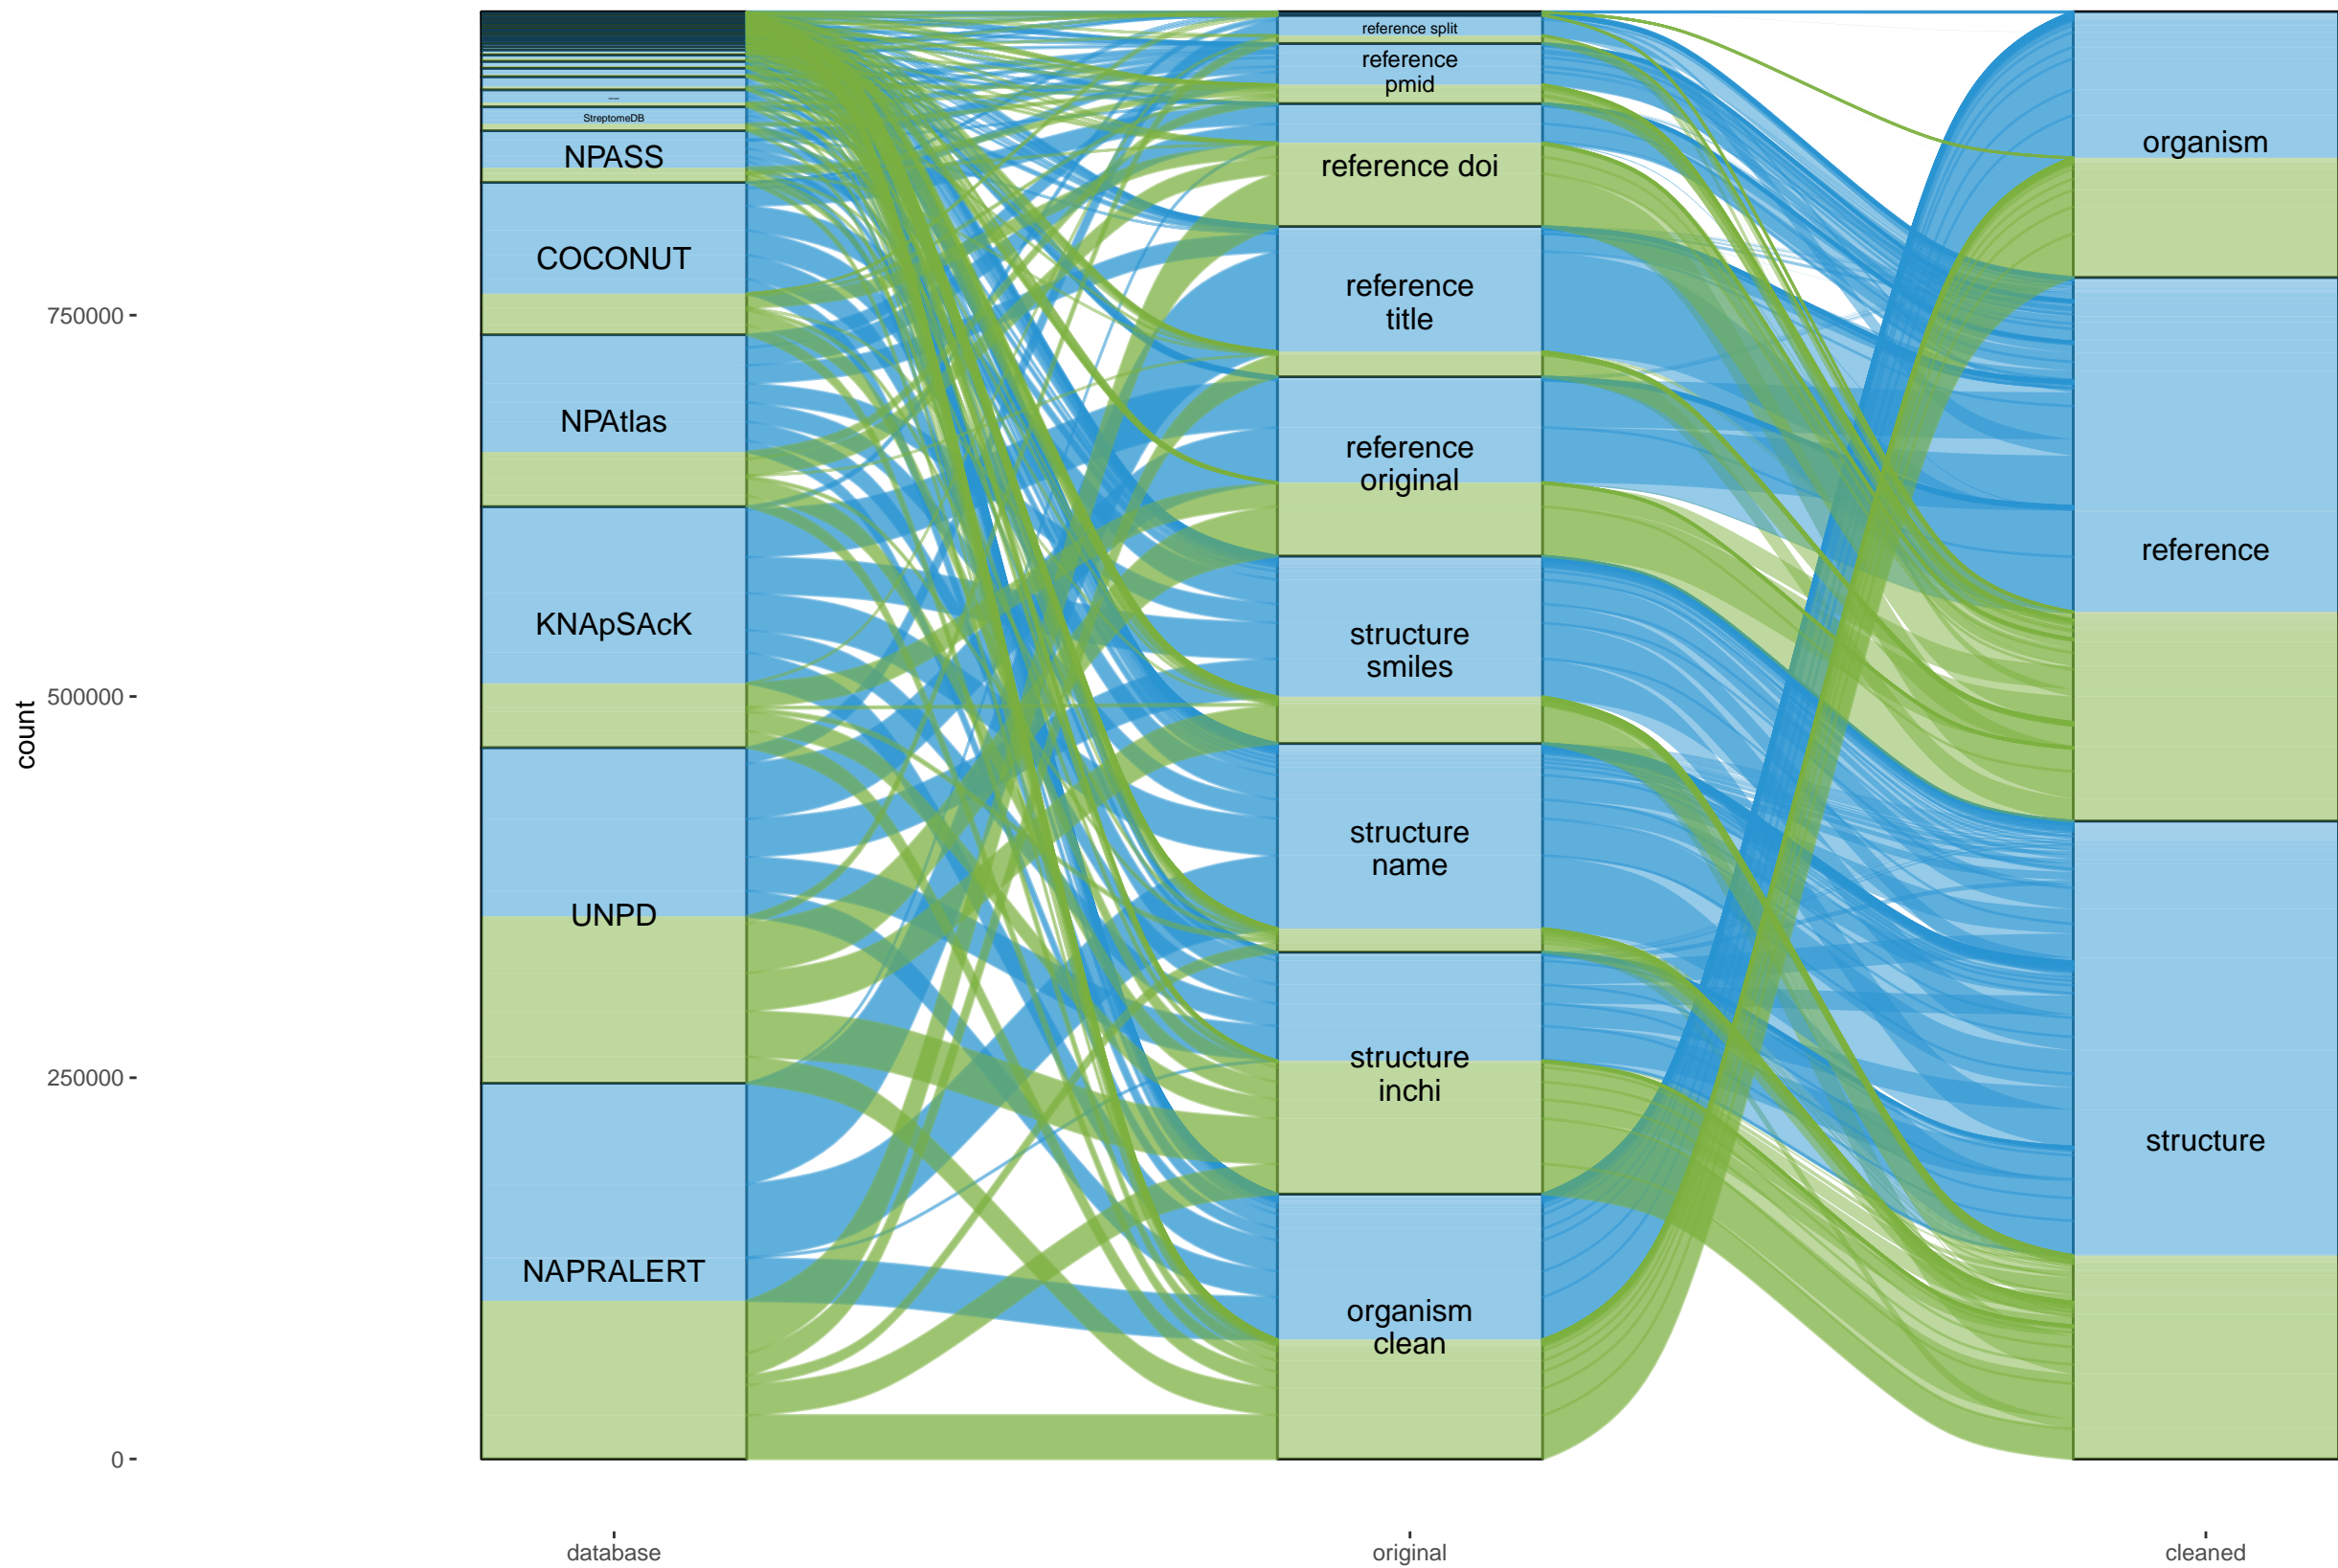 reference split
reference
pmid
StreptomeDB
organism
NPASS
reference doi
COCONUT
reference
title
750000
NPAtlas
reference
original
reference
KNApSAcK
structure
smiles
500000
count
structure
name
UNPD
structure
inchi
250000
structure
NAPRALERT
organism
clean
0
database
original
cleaned